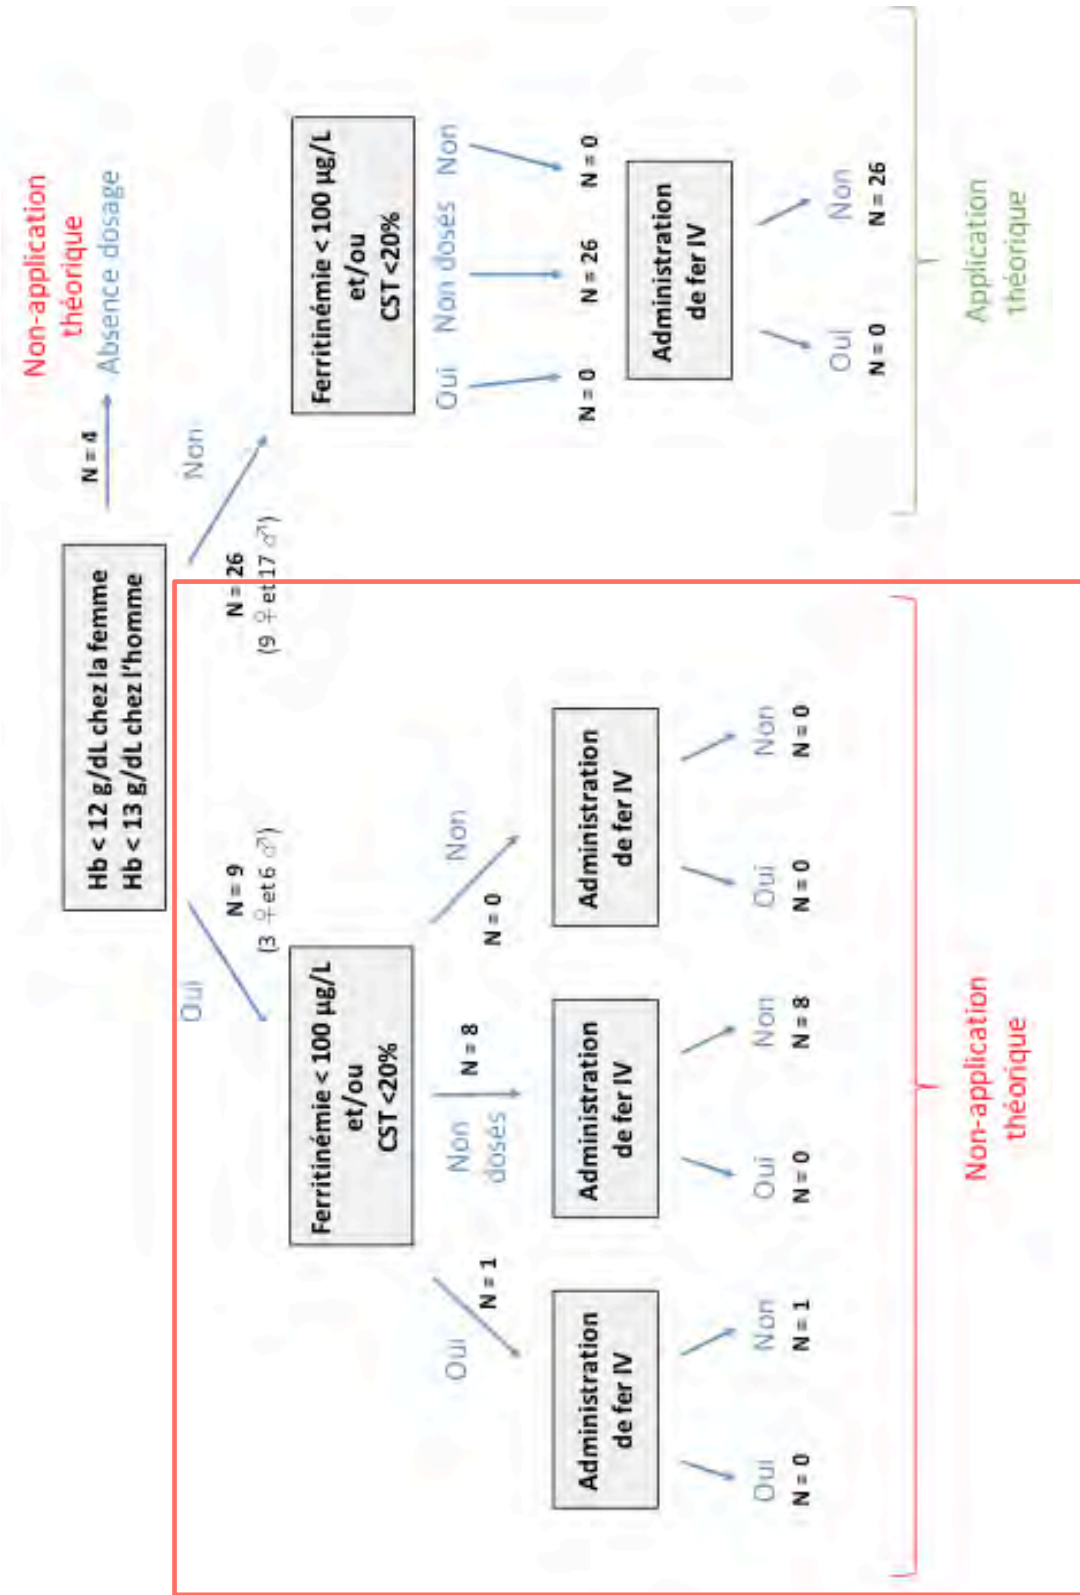 Non-application
théorique
Hb < 12 g/dL chez la femme
Hb < 13 g/dL chez l'homme
N = 4
Absence dosage
Oui
Non
N = 9
(3 ♀ et 6 ♂)
N = 26
(9 ♀ et 17 ♂)
Ferritinémie < 100 µg/L
et/ou
CST <20%
Ferritinémie < 100 µg/L
et/ou
CST <20%
Oui
N = 1
Non
dosés
N = 8
Non
N = 0
Oui
Non dosés
Non
N = 0
N = 26
N = 0
Administration
de fer IV
Administration
de fer IV
Administration
de fer IV
Administration
de fer IV
Oui
N = 0
Non
N = 1
Oui
N = 0
Non
N = 8
Oui
N = 0
Non
N = 0
Oui
N = 0
Non
N = 26
Non-application
théorique
Application
théorique